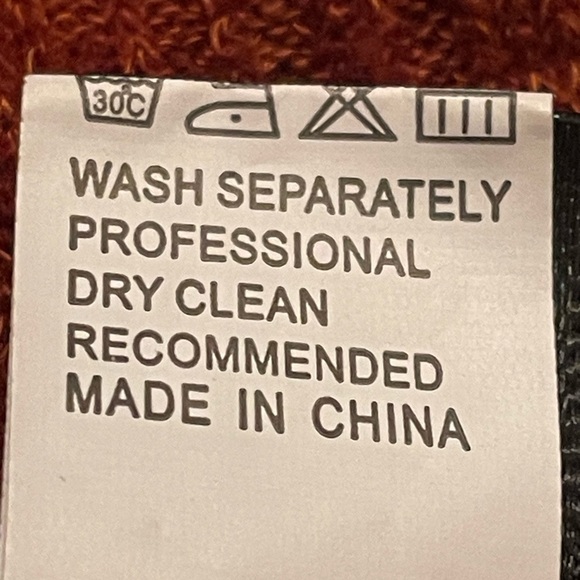 30°C
WASH SEPARATELY
PROFESSIONAL
DRY CLEAN
RECOMMENDED
MADE IN CHINA